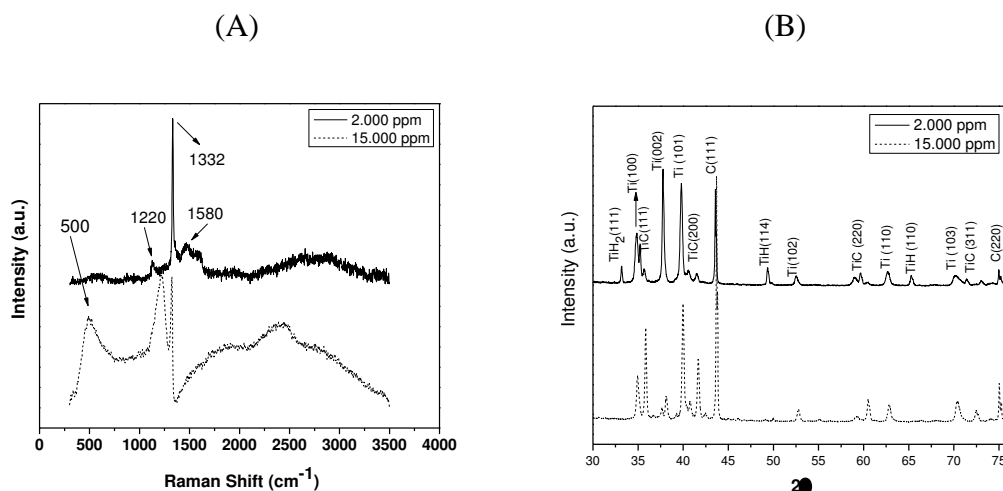 (A)
(B)
Intensity (a.u.)
2.000 ppm
15.000 ppm
1332
1220
1580
500
0 500 1000 1500 2000 2500 3000 3500 4000
Raman Shift (cm⁻¹)
Intensity (a.u.)
2.000 ppm
15.000 ppm
TiH₂(111)
Ti(100)
TiC(111)
Ti(002)
Ti (101)
TiC(200)
C(111)
TiH(114)
Ti(102)
TiC (220)
Ti (110)
TiH (110)
Ti (103)
TiC (311)
C(220)
30 35 40 45 50 55 60 65 70 75
2